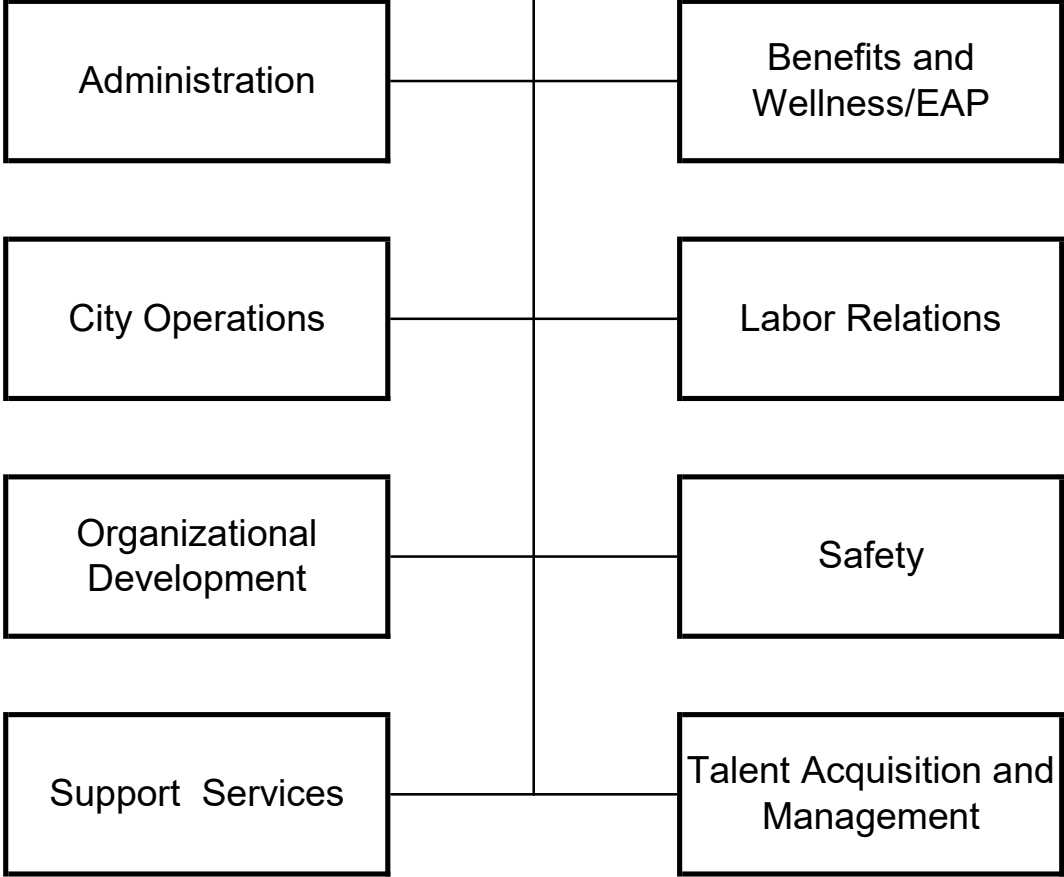 Administration
Benefits and
Wellness/EAP
City Operations
Labor Relations
Organizational
Development
Safety
Support  Services
Talent Acquisition and
Management